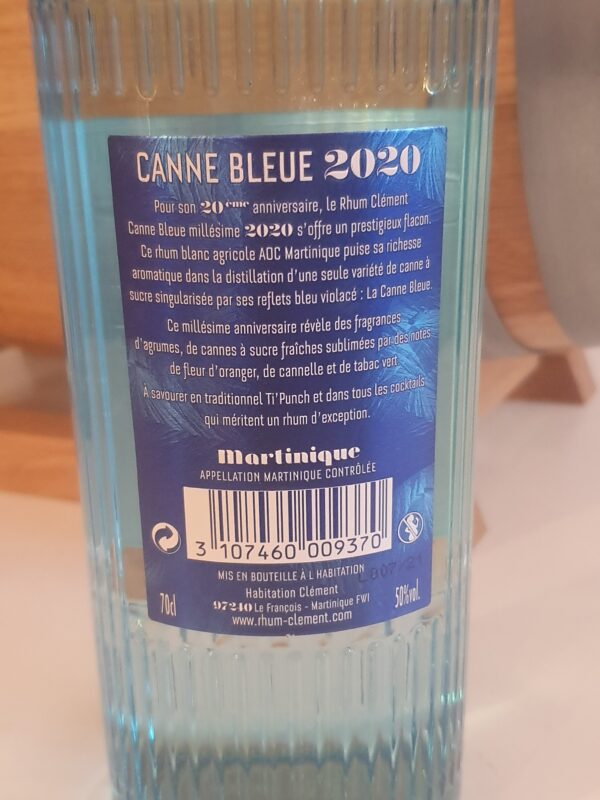 CANNE BLEUE 2020
Pour son 20ème anniversaire, le Rhum Clément
Canne Bleue millésime 2020 s'offre un prestigieux flacon.
Ce rhum blanc agricole AOC Martinique puise sa richesse
aromatique dans la distillation d'une seule variété de canne à
sucre singularisée par ses reflets bleu violacé : La Canne Bleue.
Ce millésime anniversaire révèle des fragrances
d'agrumes, de cannes à sucre fraîches sublimées par des notes
de fleur d'oranger, de cannelle et de tabac vert
À savourer en traditionnel Ti'Punch et dans tous les cocktails
qui méritent un rhum d'exception.
Martinique
APPELLATION MARTINIQUE CONTRÔLÉE
3 107460 009370
MIS EN BOUTEILLE À L HABITATION
L007/21
Habitation Clément
70cl
97240 Le François - Martinique FWI
50%vol.
www.rhum-clement.com